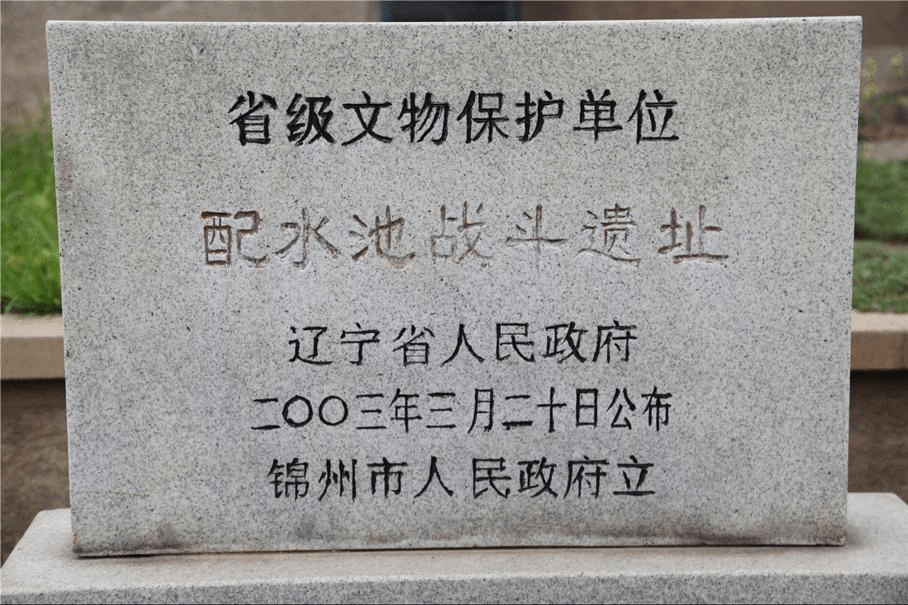 省级文物保护单位
配水池战斗遗址
辽宁省人民政府
二〇〇三年三月二十日公布
锦州市人民政府立